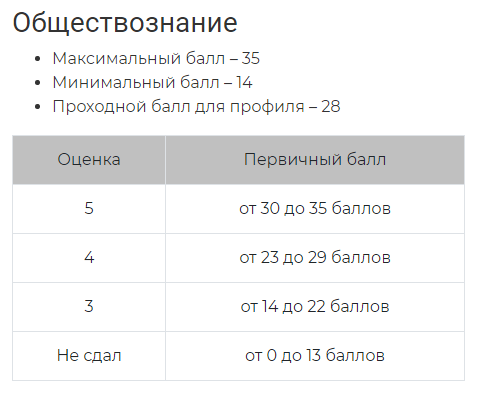 Обществознание
• Максимальный балл – 35
• Минимальный балл – 14
• Проходной балл для профиля – 28
Оценка Первичный балл
5 от 30 до 35 баллов
4 от 23 до 29 баллов
3 от 14 до 22 баллов
Не сдал от 0 до 13 баллов